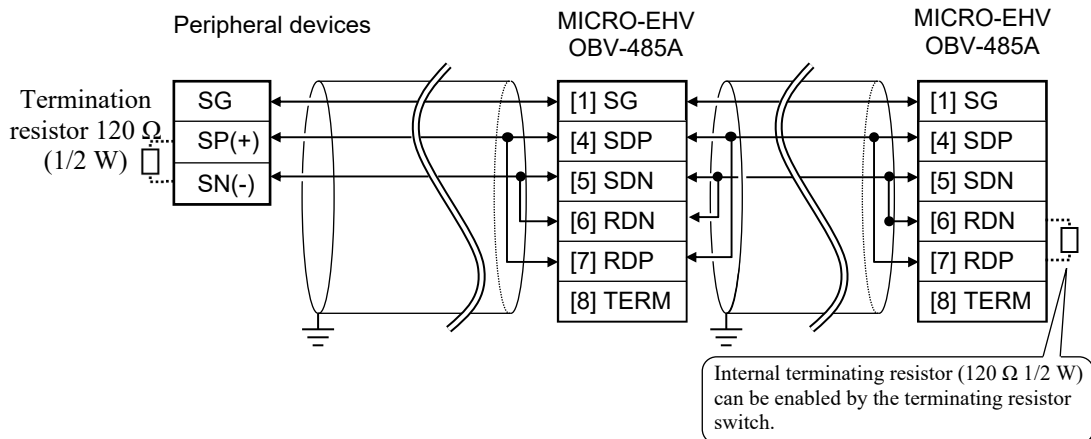 Peripheral devices
MICRO-EHV
OBV-485A
MICRO-EHV
OBV-485A
Termination
resistor 120 Ω
(1/2 W)
SG
SP(+)
SN(-)
[1] SG
[4] SDP
[5] SDN
[6] RDN
[7] RDP
[8] TERM
[1] SG
[4] SDP
[5] SDN
[6] RDN
[7] RDP
[8] TERM
Internal terminating resistor (120 Ω 1/2 W)
can be enabled by the terminating resistor
switch.